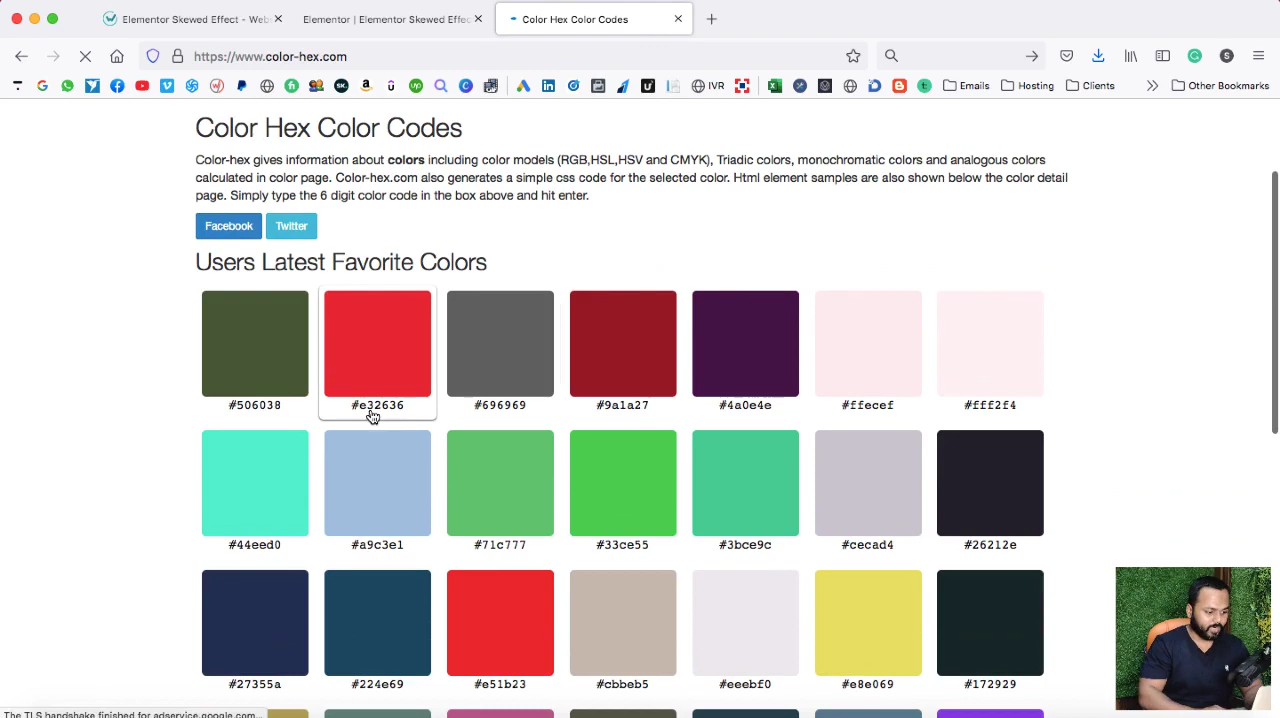 Elementor Skewed Effect - Web
Elementor | Elementor Skewed Effec
Color Hex Color Codes
https://www.color-hex.com
IVR
Emails
Hosting
Clients
Other Bookmarks
Color Hex Color Codes
Color-hex gives information about colors including color models (RGB,HSL,HSV and CMYK), Triadic colors, monochromatic colors and analogous colors
calculated in color page. Color-hex.com also generates a simple css code for the selected color. Html element samples are also shown below the color detail
page. Simply type the 6 digit color code in the box above and hit enter.
Facebook Twitter
Users Latest Favorite Colors
#506038 #e32636 #696969 #9a1a27 #4a0e4e #ffecef #fff2f4
#44eed0 #a9c3e1 #71c777 #33ce55 #3bce9c #cecad4 #26212e
#27355a #224e69 #e51b23 #cbbeb5 #eeebf0 #e8e069 #172929
The TLS handshake finished for adservice.google.com...